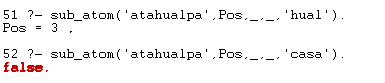 51 ?- sub_atom('atahualpa',Pos,_,_,'hual').
Pos = 3 .
52 ?- sub_atom('atahualpa',Pos,_,_,'casa').
false.